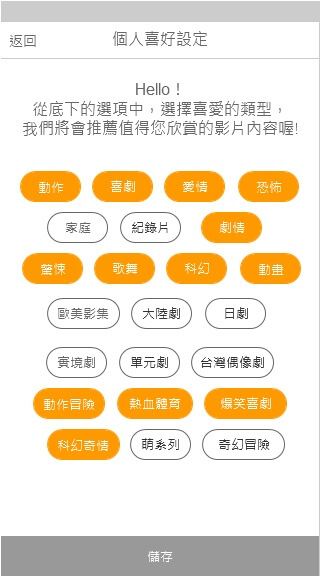 返回 個人喜好設定
Hello！
從底下的選項中，選擇喜愛的類型，
我們將會推薦值得您欣賞的影片內容喔!
動作 喜劇 愛情 恐怖
家庭 紀錄片 劇情
驚悚 歌舞 科幻 動畫
歐美影集 大陸劇 日劇
實境劇 單元劇 台灣偶像劇
動作冒險 熱血體育 爆笑喜劇
科幻奇情 萌系列 奇幻冒險
儲存